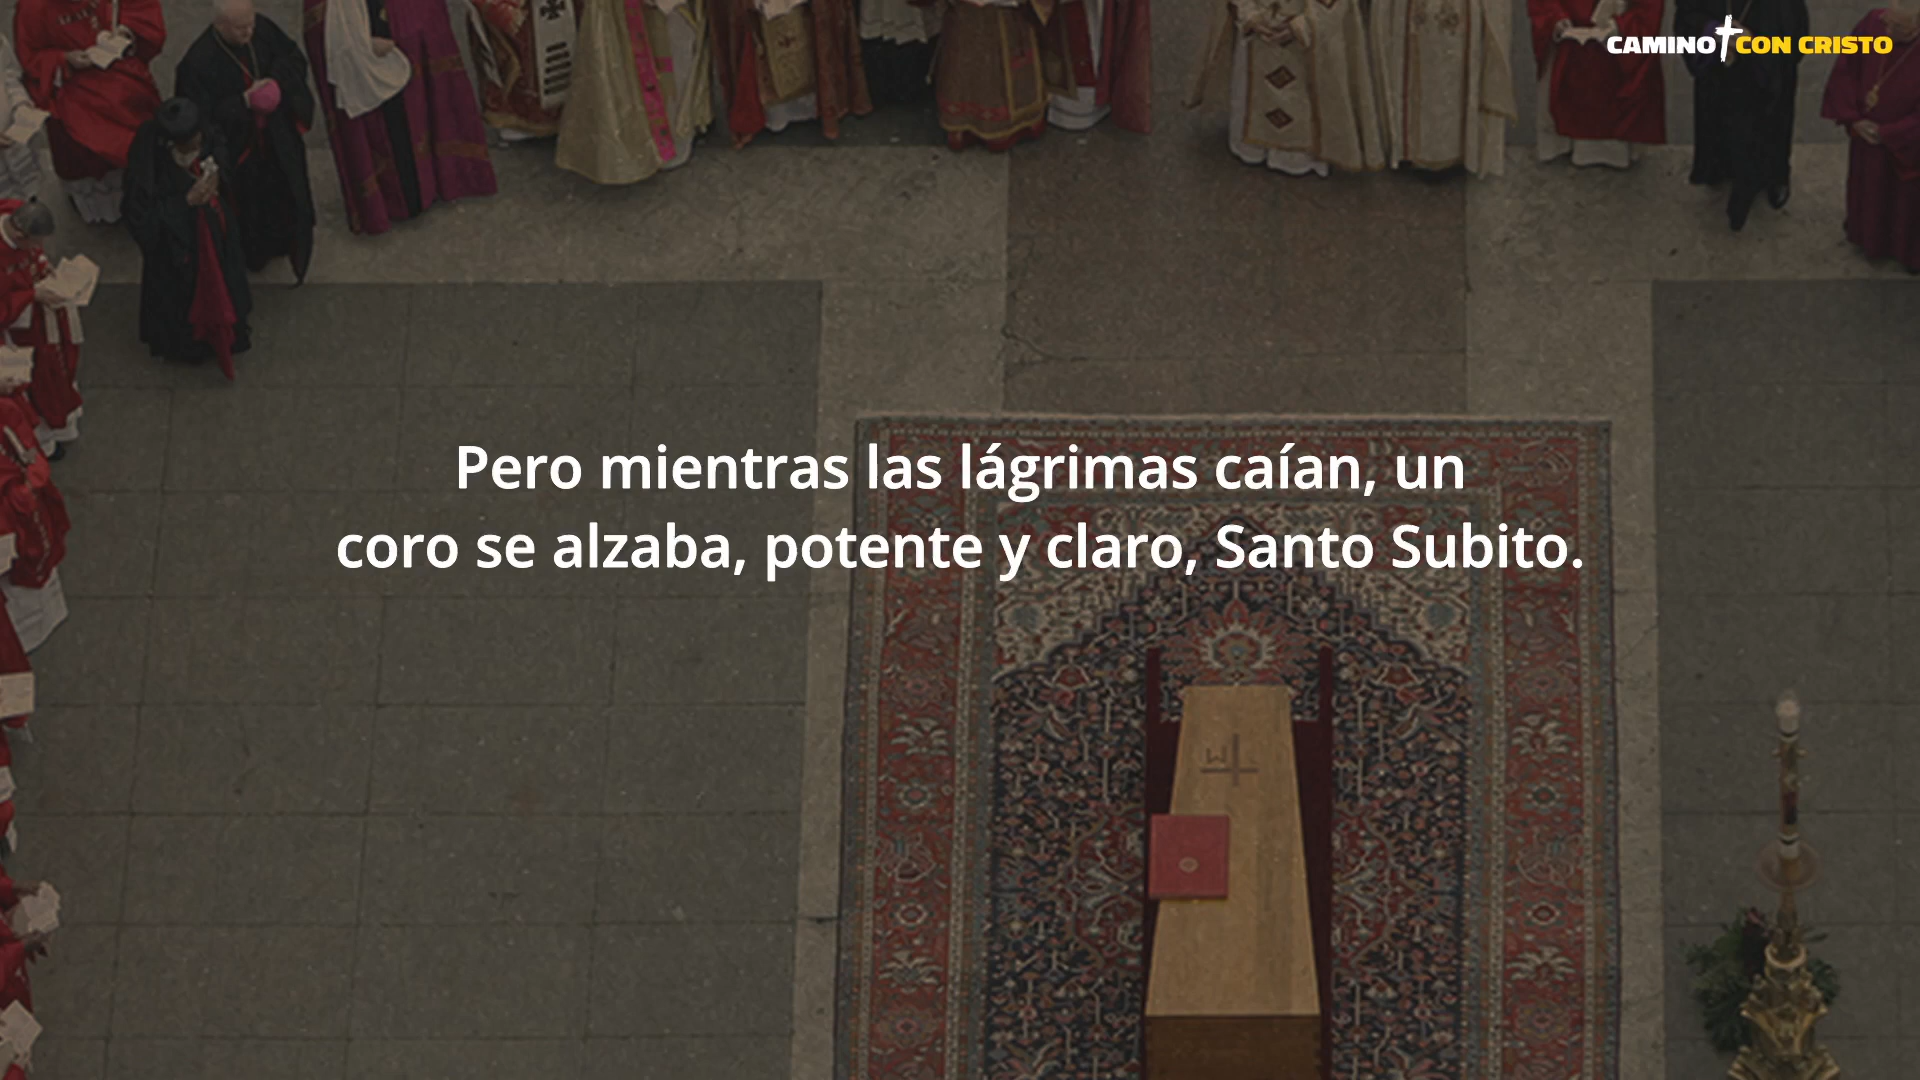 CAMINO CON CRISTO
Pero mientras las lágrimas caían, un
coro se alzaba, potente y claro, Santo Subito.